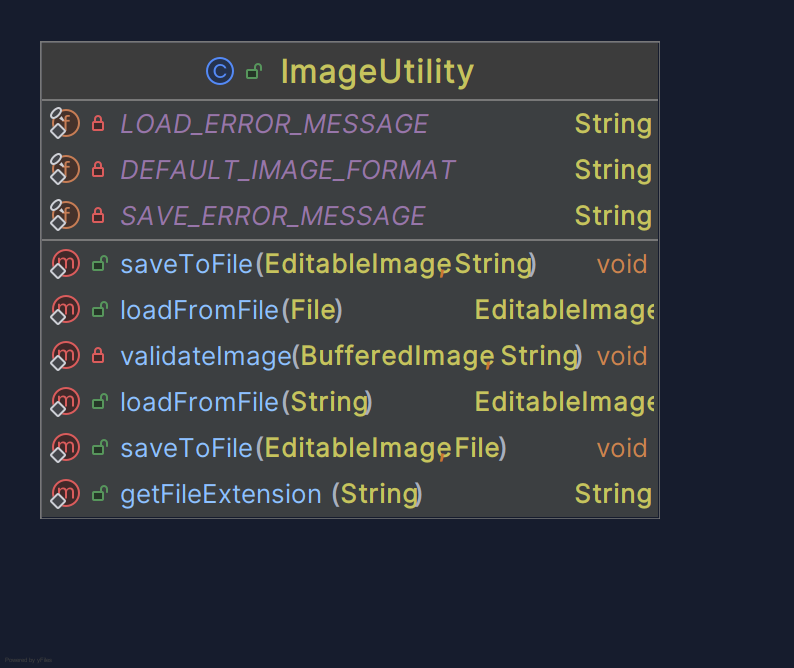 ImageUtility
LOAD_ERROR_MESSAGE String
DEFAULT_IMAGE_FORMAT String
SAVE_ERROR_MESSAGE String
saveToFile(EditableImage, String) void
loadFromFile(File) EditableImage
validateImage(BufferedImage, String) void
loadFromFile(String) EditableImage
saveToFile(EditableImage, File) void
getFileExtension (String) String
Powered by yFiles